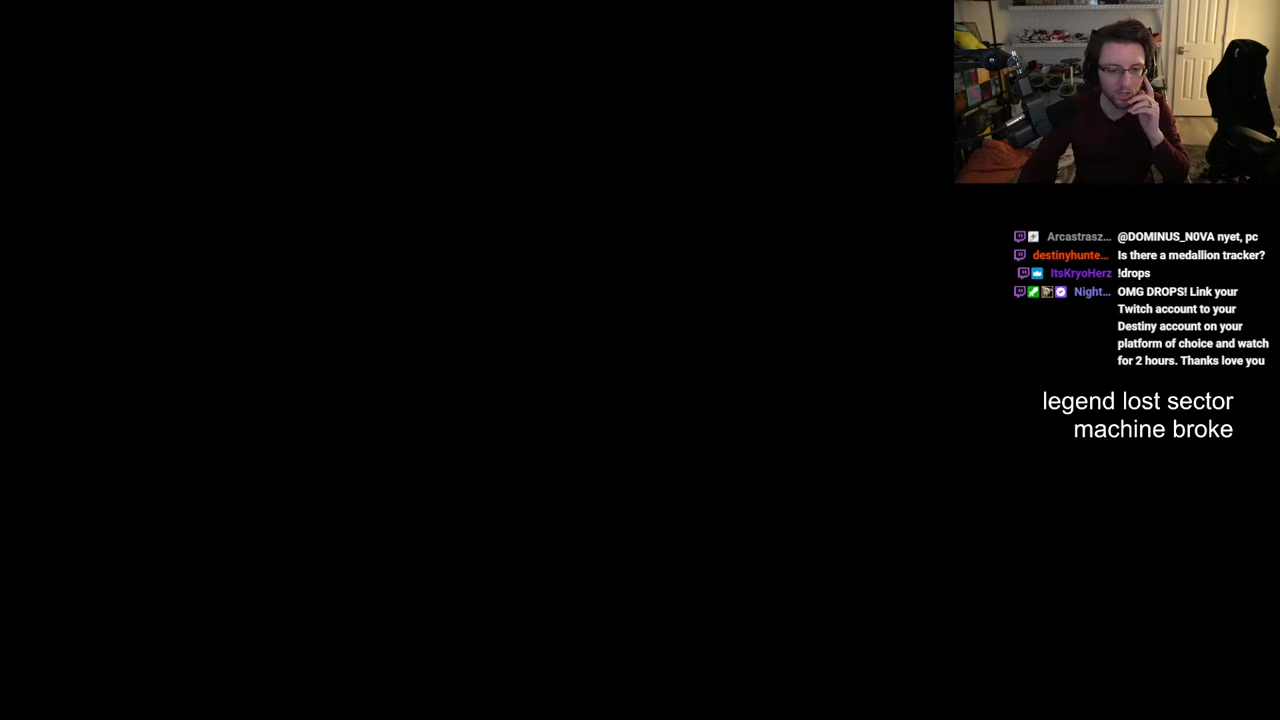 Arcastrasz... @DOMINUS_N0VA nyet, pc
destinyhunte... Is there a medallion tracker?
ItsKryoHerz !drops
Night... OMG DROPS! Link your
Twitch account to your
Destiny account on your
platform of choice and watch
for 2 hours. Thanks love you
legend lost sector
machine broke